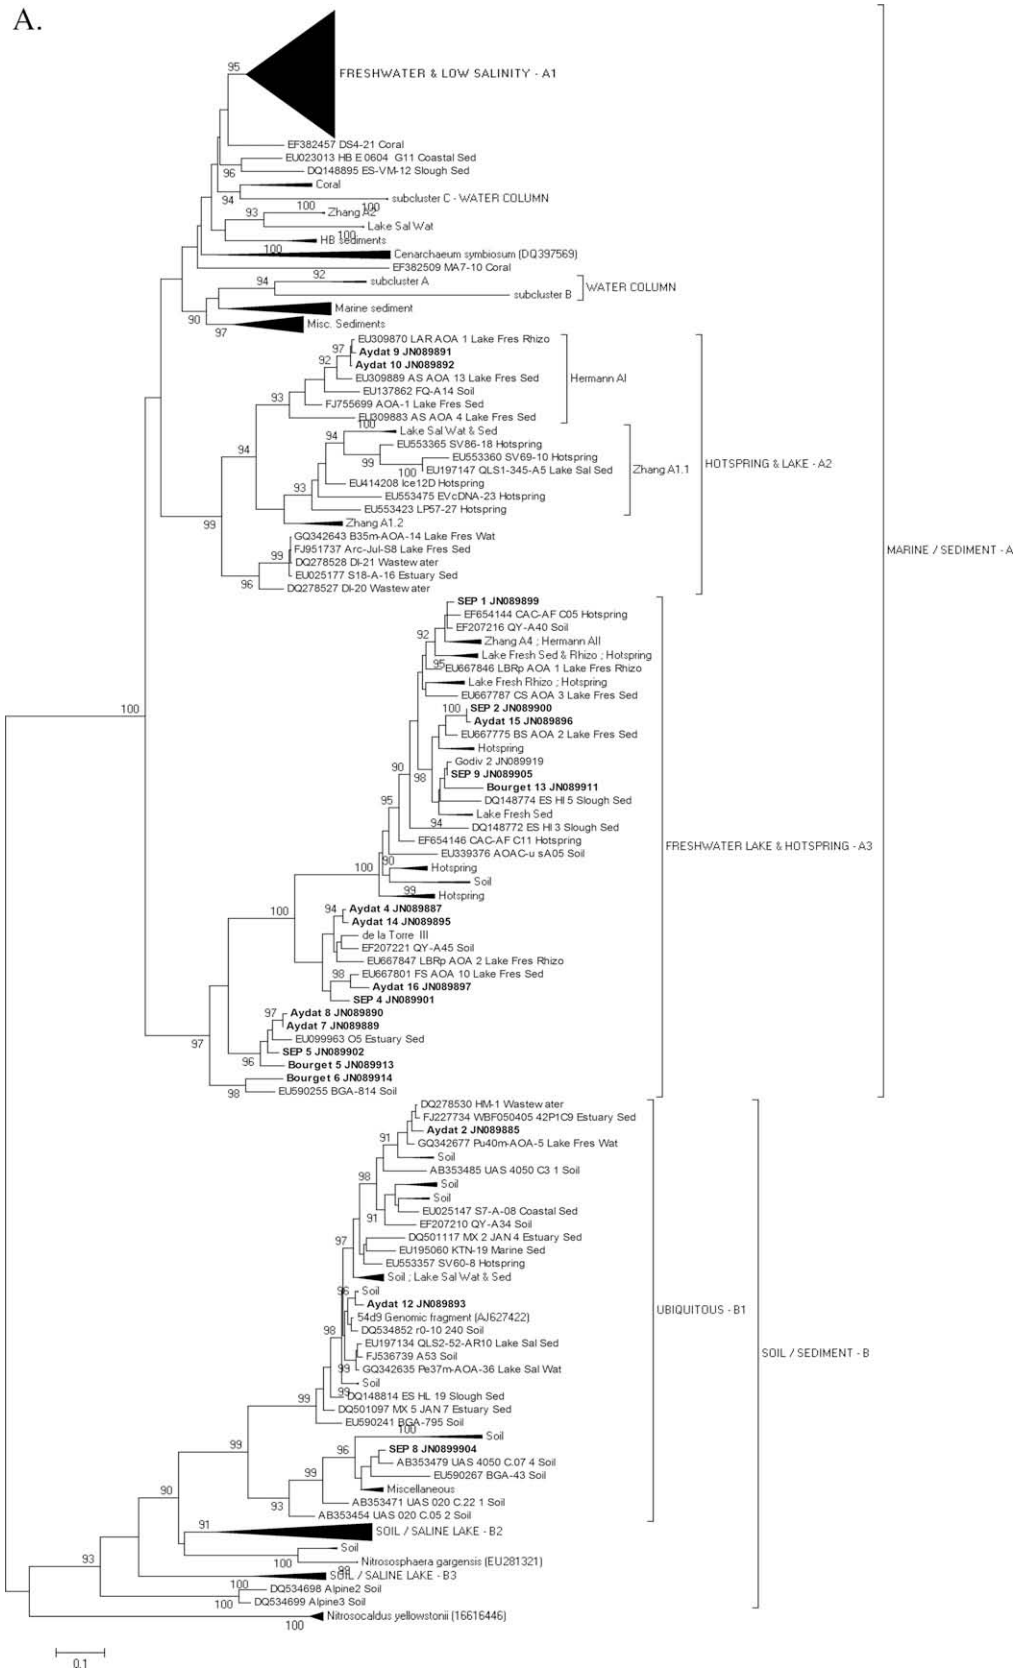 A.
95
FRESHWATER & LOW SALINITY - A1
EF382457 DS4-21 Coral
EU023013 HB E 0604 G11 Coastal Sed
DQ148895 ES-VM-12 Slough Sed
96
Coral
94
subcluster C - WATER COLUMN
100
100
Zhang A2
93
Lake Sal Wat
100
HB sediments
100
Cenarchaeum symbiosum (DQ397569)
EF382509 MA7-10 Coral
92
subcluster A
94
subcluster B
WATER COLUMN
Marine sediment
90
Misc. Sediments
97
EU309870 LAR AOA 1 Lake Fres Rhizo
97
Aydat 9 JN089891
92
Aydat 10 JN089892
EU309889 AS AOA 13 Lake Fres Sed
Hermann AI
EU137862 FQ-A14 Soil
93
FJ755699 AOA-1 Lake Fres Sed
EU309883 AS AOA 4 Lake Fres Sed
100
Lake Sal Wat & Sed
94
EU553365 SV86-18 Hotspring
94
EU553360 SV69-10 Hotspring
99
HOTSPRING & LAKE - A2
100
EU197147 QLS1-345-A5 Lake Sal Sed
Zhang A1.1
EU414208 Ice12D Hotspring
93
EU553475 EVcDNA-23 Hotspring
EU553423 LP57-27 Hotspring
99
Zhang A1.2
GQ342643 B35m-AOA-14 Lake Fres Wat
FJ951737 Arc-Jul-S8 Lake Fres Sed
MARINE / SEDIMENT - A
99
DQ278528 DI-21 Wastewater
EU025177 S18-A-16 Estuary Sed
96
DQ278527 DI-20 Wastewater
SEP 1 JN089899
EF654144 CAC-AF C05 Hotspring
EF207216 QY-A40 Soil
92
Zhang A4 ; Hermann AII
Lake Fresh Sed & Rhizo ; Hotspring
95
EU667846 LBRp AOA 1 Lake Fres Rhizo
Lake Fresh Rhizo ; Hotspring
EU667787 CS AOA 3 Lake Fres Sed
100
SEP 2 JN089900
100
Aydat 15 JN089896
EU667775 BS AOA 2 Lake Fres Sed
Hotspring
Godiv 2 JN089919
90
98
SEP 9 JN089905
Bourget 13 JN089911
95
DQ148774 ES HI 5 Slough Sed
Lake Fresh Sed
94
DQ148772 ES HI 3 Slough Sed
EF654146 CAC-AF C11 Hotspring
FRESHWATER LAKE & HOTSPRING - A3
EU339376 AOAC-u sA05 Soil
90
100
Hotspring
Soil
99
Hotspring
100
94
Aydat 4 JN089887
Aydat 14 JN089895
de la Torre III
EF207221 QY-A45 Soil
EU667847 LBRp AOA 2 Lake Fres Rhizo
98
EU667801 FS AOA 10 Lake Fres Sed
Aydat 16 JN089897
SEP 4 JN089901
97
Aydat 8 JN089890
Aydat 7 JN089889
EU099963 O5 Estuary Sed
97
SEP 5 JN089902
96
Bourget 5 JN089913
Bourget 6 JN089914
98
EU590255 BGA-814 Soil
DQ278530 HM-1 Wastewater
FJ227734 WBF050405 42P1C9 Estuary Sed
Aydat 2 JN089885
91
GQ342677 Pu40m-AOA-5 Lake Fres Wat
Soil
AB353485 UAS 4050 C3 1 Soil
98
Soil
Soil
EU025147 S7-A-08 Coastal Sed
91
EF207210 QY-A34 Soil
DQ501117 MX 2 JAN 4 Estuary Sed
97
EU195060 KTN-19 Marine Sed
EU553357 SV60-8 Hotspring
Soil ; Lake Sal Wat & Sed
96
Soil
Aydat 12 JN089893
UBIQUITOUS - B1
54d9 Genomic fragment (AJ627422)
98
DQ534852 r0-10 240 Soil
EU197134 QLS2-52-AR10 Lake Sal Sed
SOIL / SEDIMENT - B
FJ536739 A53 Soil
99
GQ342635 Pe37m-AOA-36 Lake Sal Wat
Soil
99
99
DQ148814 ES HL 19 Slough Sed
DQ501097 MX 5 JAN 7 Estuary Sed
EU590241 BGA-795 Soil
100
Soil
99
96
SEP 8 JN0899904
AB353479 UAS 4050 C.07 4 Soil
99
EU590267 BGA-43 Soil
Miscellaneous
90
93
AB353471 UAS 020 C.22 1 Soil
AB353454 UAS 020 C.05 2 Soil
91
SOIL / SALINE LAKE - B2
Soil
93
100
Nitrososphaera gargensis (EU281321)
99
SOIL / SALINE LAKE - B3
100
DQ534698 Alpine2 Soil
100
DQ534699 Alpine3 Soil
Nitrosocaldus yellowstonii (16616446)
100
0.1